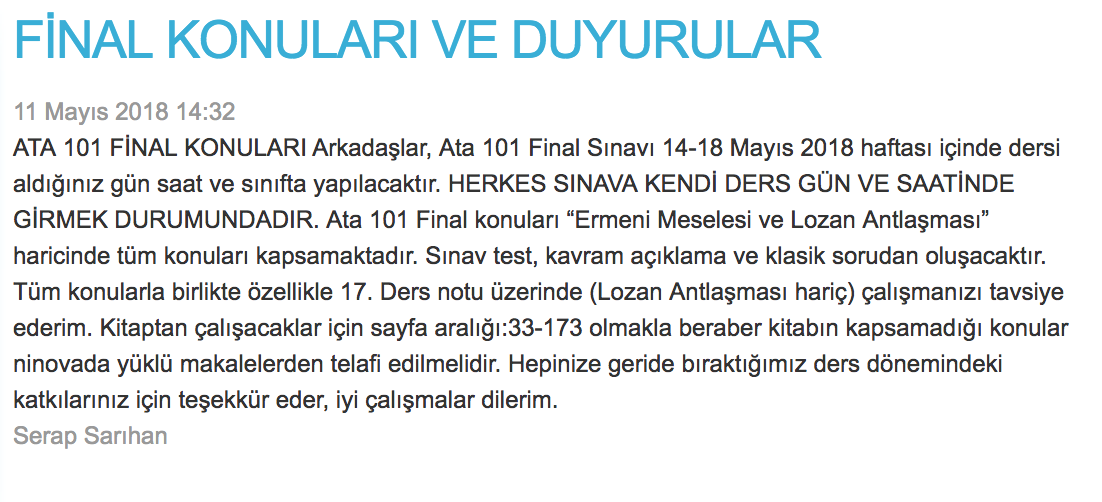 FİNAL KONULARI VE DUYURULAR
11 Mayıs 2018 14:32
ATA 101 FİNAL KONULARI Arkadaşlar, Ata 101 Final Sınavı 14-18 Mayıs 2018 haftası içinde dersi
aldığınız gün saat ve sınıfta yapılacaktır. HERKES SINAVA KENDİ DERS GÜN VE SAATİNDE
GİRMEK DURUMUNDADIR. Ata 101 Final konuları “Ermeni Meselesi ve Lozan Antlaşması”
haricinde tüm konuları kapsamaktadır. Sınav test, kavram açıklama ve klasik sorudan oluşacaktır.
Tüm konularla birlikte özellikle 17. Ders notu üzerinde (Lozan Antlaşması hariç) çalışmanızı tavsiye
ederim. Kitaptan çalışacaklar için sayfa aralığı:33-173 olmakla beraber kitabın kapsamadığı konular
ninovada yüklü makalelerden telafi edilmelidir. Hepinize geride bıraktığımız ders dönemindeki
katkılarınız için teşekkür eder, iyi çalışmalar dilerim.
Serap Sarıhan